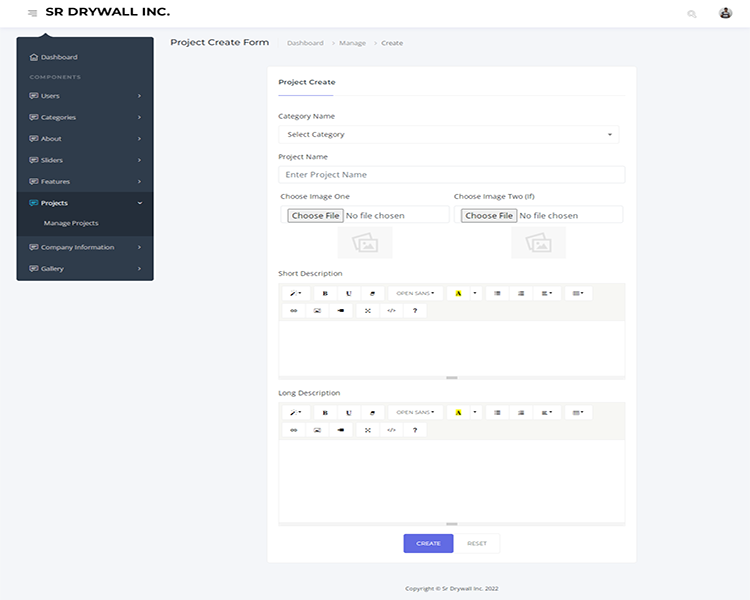 SR DRYWALL INC.
Project Create Form Dashboard > Manage > Create
Dashboard
COMPONENTS
Users
Categories
About
Sliders
Features
Projects
Manage Projects
Company Information
Gallery
Project Create
Category Name
Select Category
Project Name
Enter Project Name
Choose Image One Choose Image Two (If)
Choose File No file chosen Choose File No file chosen
Short Description
B U OPEN SANS A
</> ?
Long Description
B U OPEN SANS A
</> ?
CREATE RESET
Copyright © Sr Drywall Inc. 2022